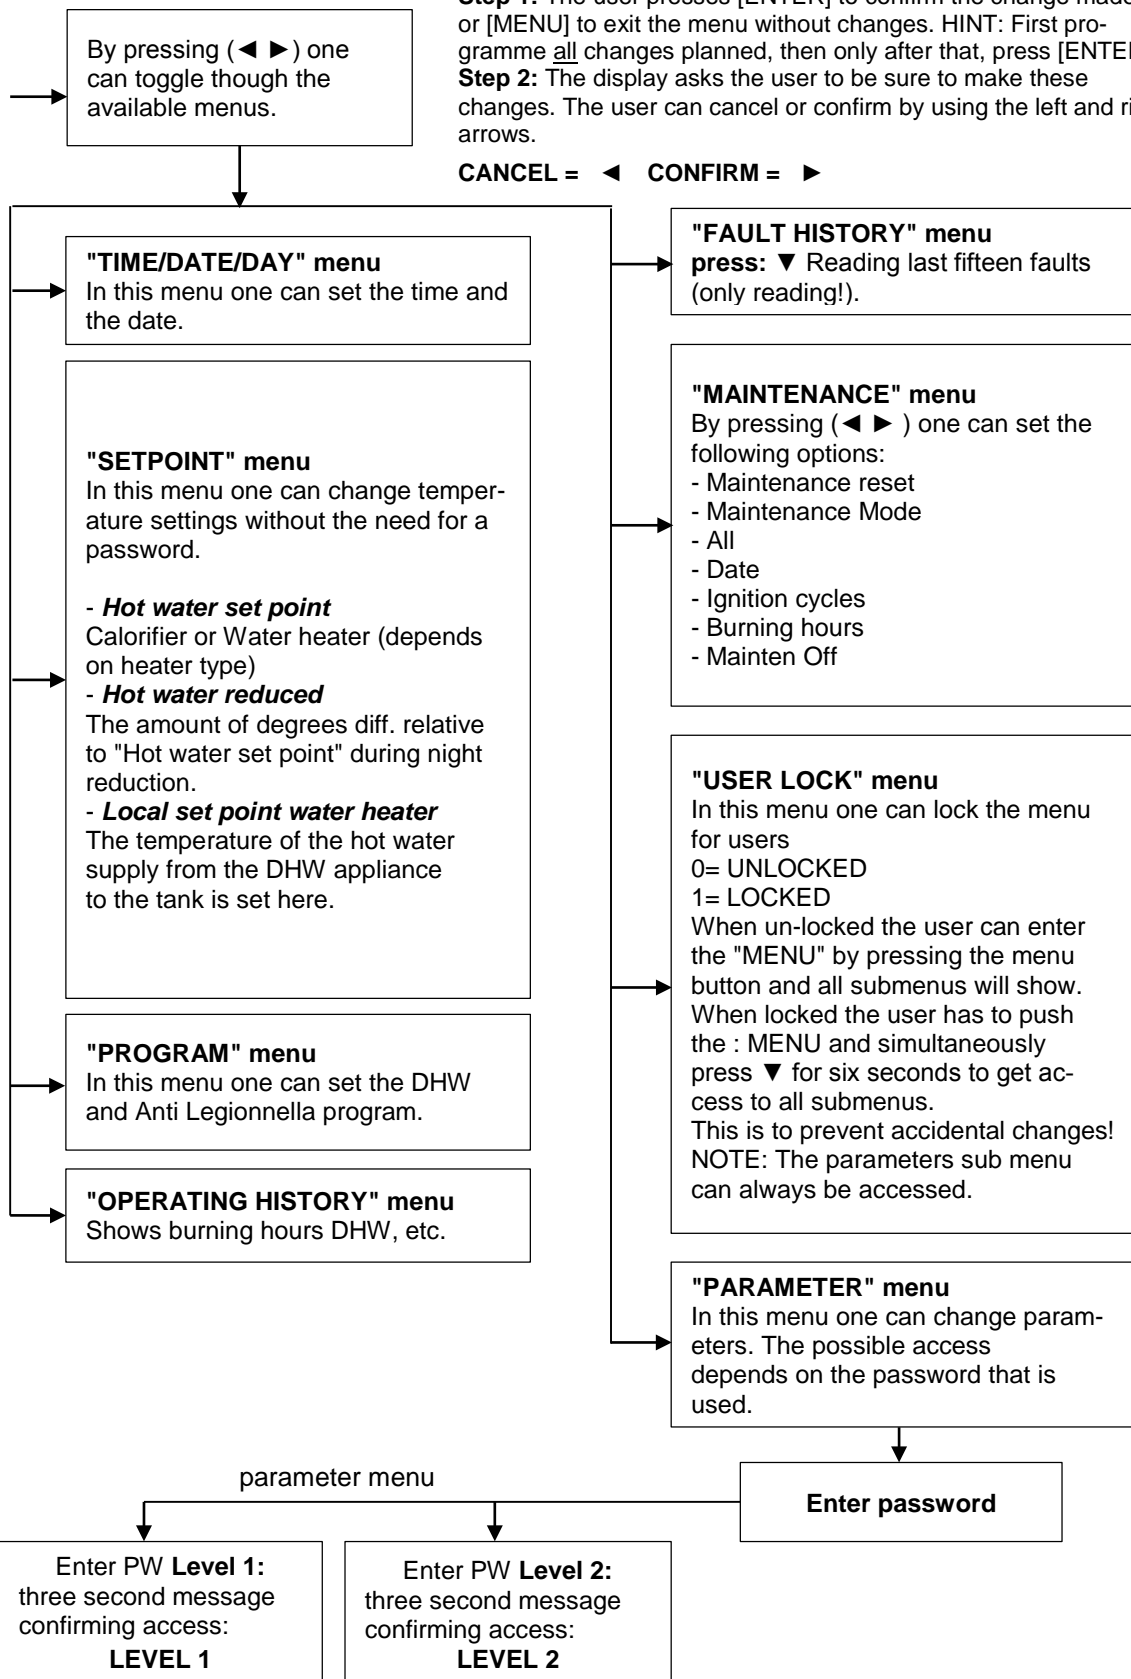 Step 1: The user presses [ENTER] to confirm the change made
or [MENU] to exit the menu without changes. HINT: First pro-
gramme all changes planned, then only after that, press [ENTE
Step 2: The display asks the user to be sure to make these
changes. The user can cancel or confirm by using the left and ri
arrows.
CANCEL = ◄ CONFIRM = ►
By pressing (◄ ►) one
can toggle though the
available menus.
"TIME/DATE/DAY" menu
In this menu one can set the time and
the date.
"SETPOINT" menu
In this menu one can change temper-
ature settings without the need for a
password.
- Hot water set point
Calorifier or Water heater (depends
on heater type)
- Hot water reduced
The amount of degrees diff. relative
to "Hot water set point" during night
reduction.
- Local set point water heater
The temperature of the hot water
supply from the DHW appliance
to the tank is set here.
"PROGRAM" menu
In this menu one can set the DHW
and Anti Legionnella program.
"OPERATING HISTORY" menu
Shows burning hours DHW, etc.
"FAULT HISTORY" menu
press: ▼ Reading last fifteen faults
(only reading!).
"MAINTENANCE" menu
By pressing (◄ ► ) one can set the
following options:
- Maintenance reset
- Maintenance Mode
- All
- Date
- Ignition cycles
- Burning hours
- Mainten Off
"USER LOCK" menu
In this menu one can lock the menu
for users
0= UNLOCKED
1= LOCKED
When un-locked the user can enter
the "MENU" by pressing the menu
button and all submenus will show.
When locked the user has to push
the : MENU and simultaneously
press ▼ for six seconds to get ac-
cess to all submenus.
This is to prevent accidental changes!
NOTE: The parameters sub menu
can always be accessed.
"PARAMETER" menu
In this menu one can change param-
eters. The possible access
depends on the password that is
used.
Enter password
parameter menu
Enter PW Level 1:
three second message
confirming access:
LEVEL 1
Enter PW Level 2:
three second message
confirming access:
LEVEL 2